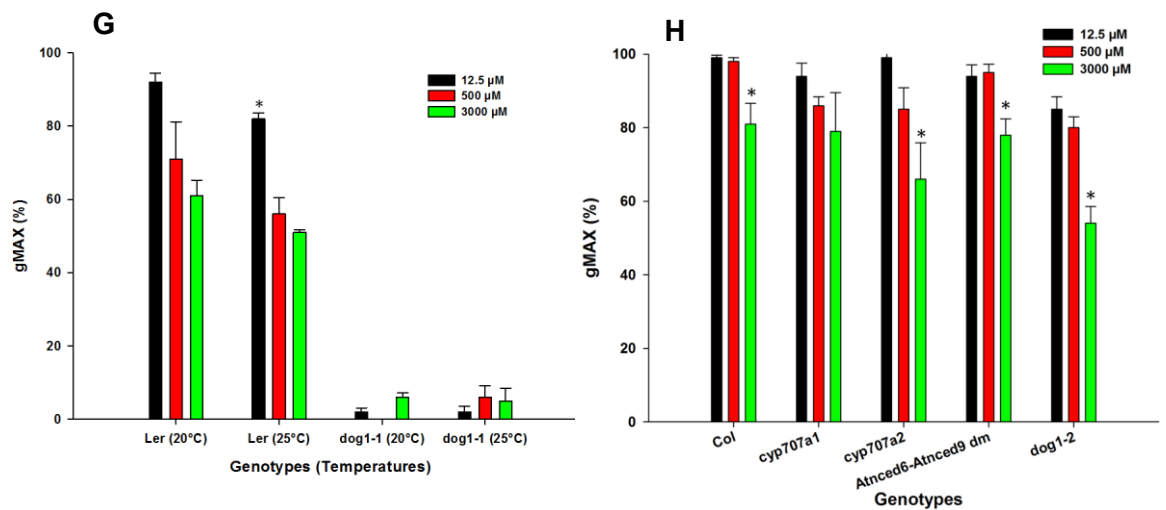 G
100
80
60
40
20
0
gMAX (%)
12.5 µM
500 µM
3000 µM
*
Ler (20°C)
Ler (25°C)
dog1-1 (20°C)
dog1-1 (25°C)
Genotypes (Temperatures)
H
100
80
60
40
20
0
gMAX (%)
12.5 µM
500 µM
3000 µM
*
*
*
*
Col
cyp707a1
cyp707a2
Atnced6-Atnced9 dm
dog1-2
Genotypes